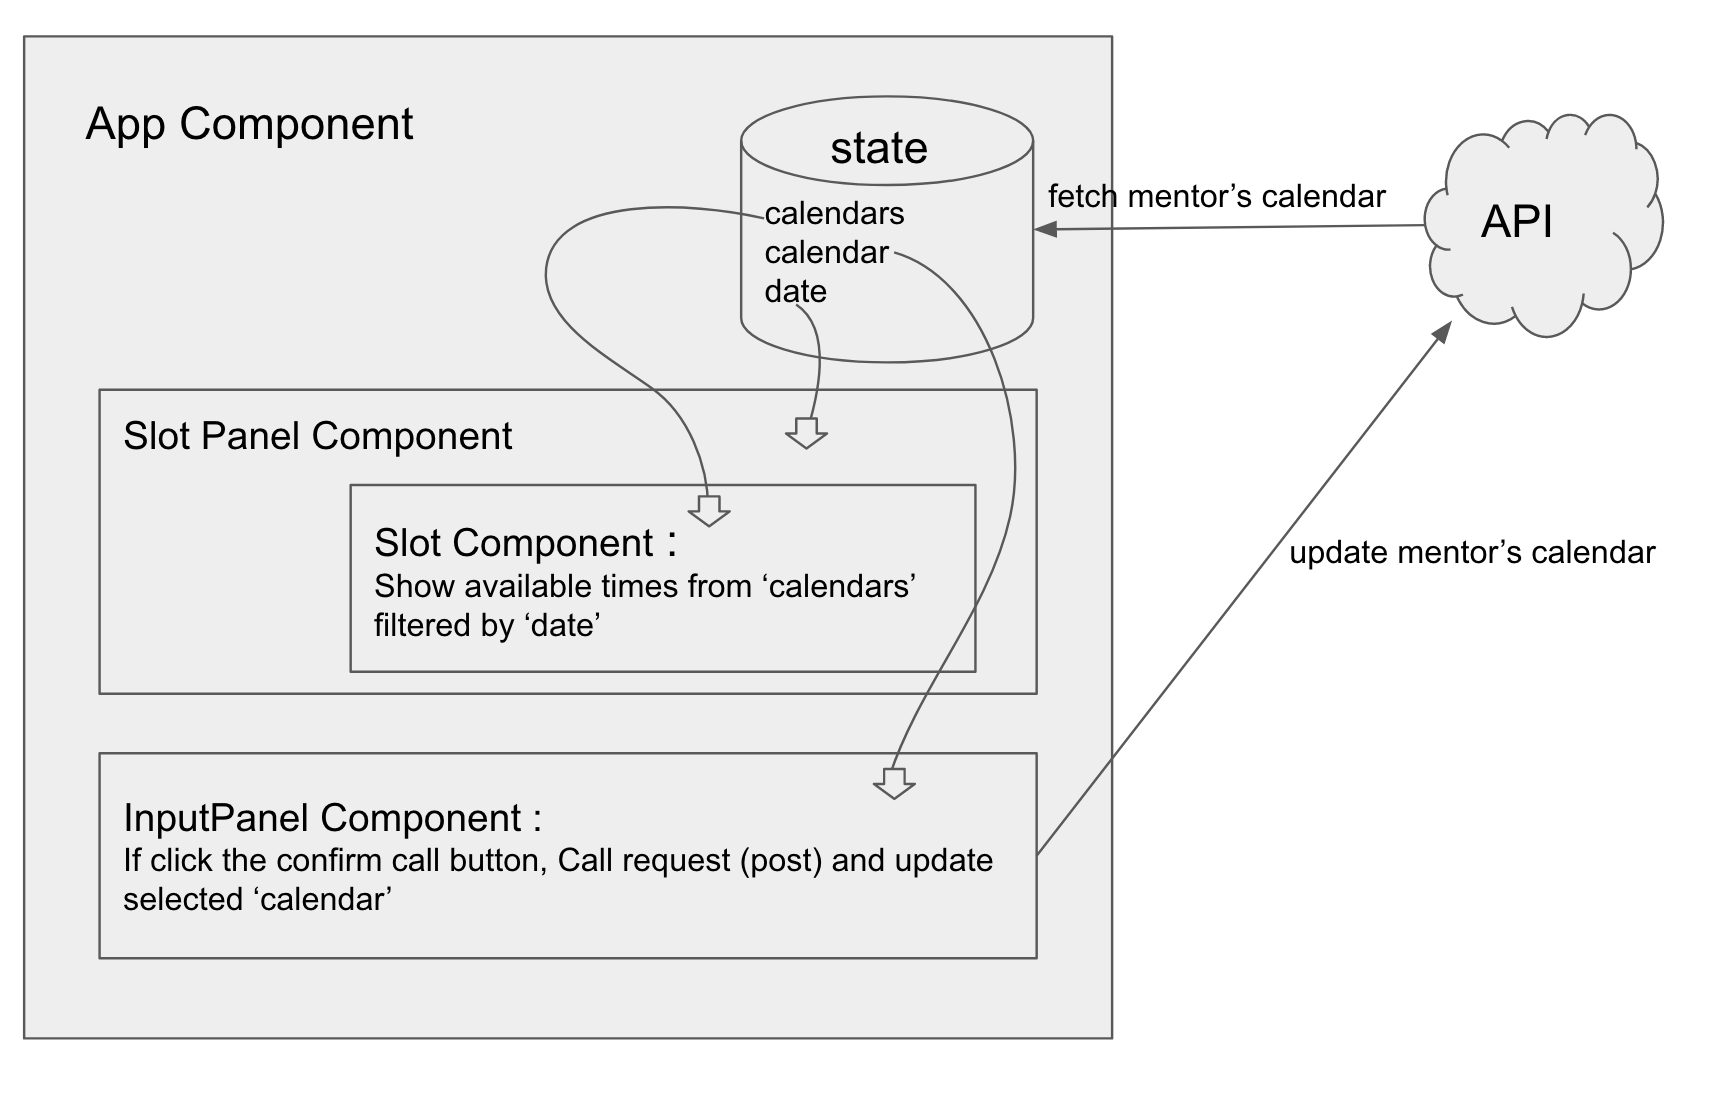 App Component
state
calendars
calendar
date
fetch mentor’s calendar
API
Slot Panel Component
Slot Component :
Show available times from ‘calendars’
filtered by ‘date’
update mentor’s calendar
InputPanel Component :
If click the confirm call button, Call request (post) and update
selected ‘calendar’